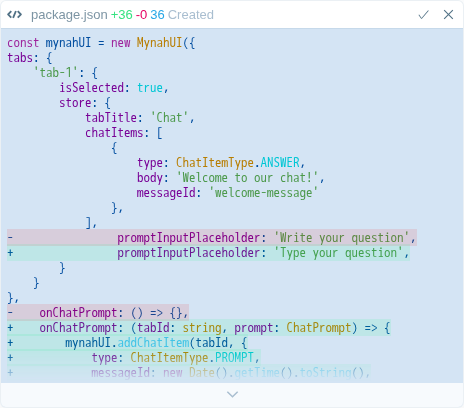 </> package.json +36 -0 36 Created
const mynahUI = new MynahUI({
tabs: {
    'tab-1': {
        isSelected: true,
        store: {
            tabTitle: 'Chat',
            chatItems: [
                {
                    type: ChatItemType.ANSWER,
                    body: 'Welcome to our chat!',
                    messageId: 'welcome-message'
                },
            ],
-                promptInputPlaceholder: 'Write your question',
+                promptInputPlaceholder: 'Type your question',
        }
    }
},
-    onChatPrompt: () => {},
+    onChatPrompt: (tabId: string, prompt: ChatPrompt) => {
+        mynahUI.addChatItem(tabId, {
+            type: ChatItemType.PROMPT,
+            messageId: new Date().getTime().toString(),